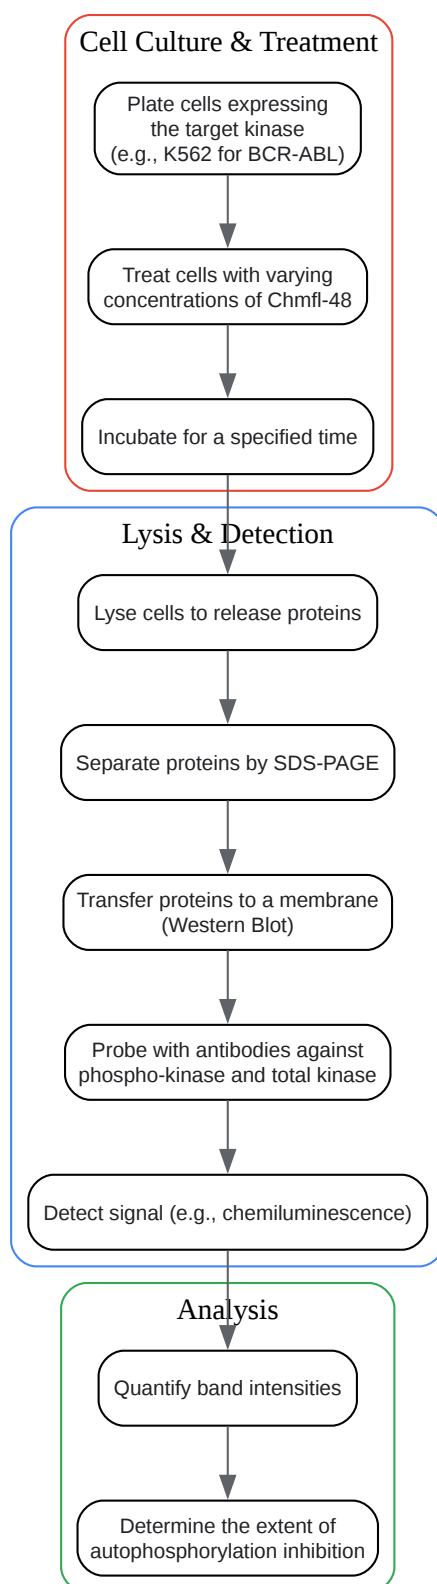 Cell Culture & Treatment
Plate cells expressing
the target kinase
(e.g., K562 for BCR-ABL)
Treat cells with varying
concentrations of Chmfl-48
Incubate for a specified time
Lysis & Detection
Lyse cells to release proteins
Separate proteins by SDS-PAGE
Transfer proteins to a membrane
(Western Blot)
Probe with antibodies against
phospho-kinase and total kinase
Detect signal (e.g., chemiluminescence)
Analysis
Quantify band intensities
Determine the extent of
autophosphorylation inhibition